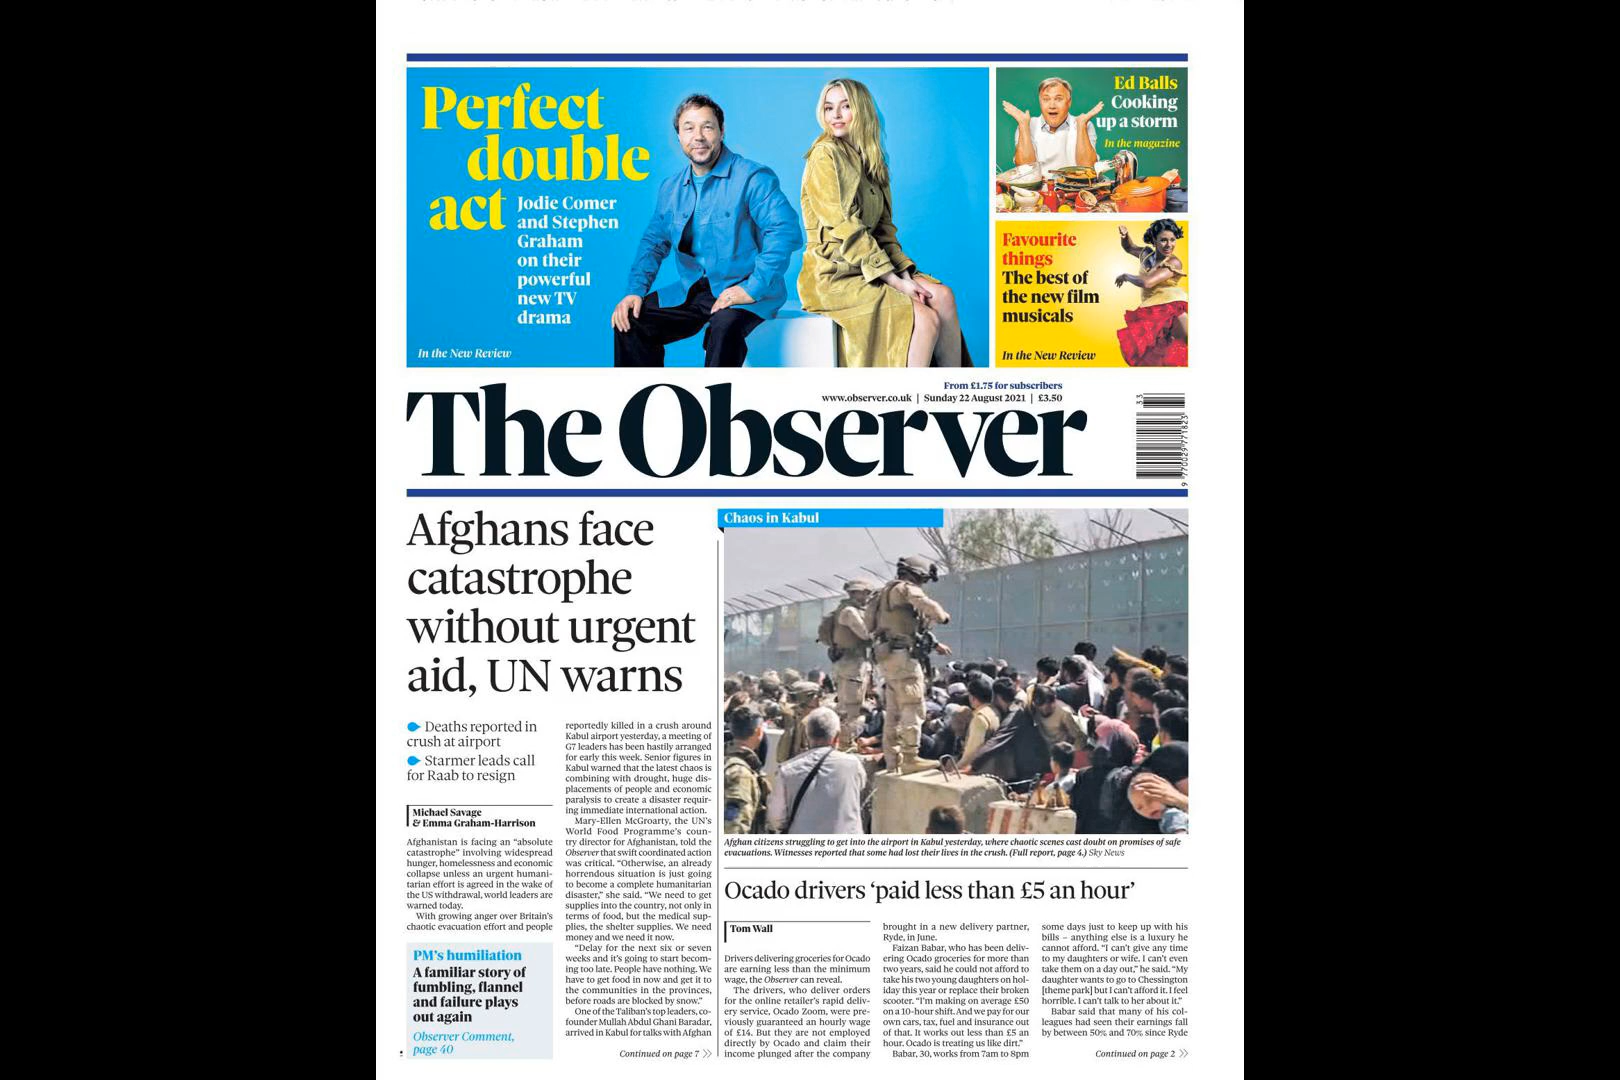 Perfect
double
act
Jodie Comer
and Stephen
Graham
on their
powerful
new TV
drama
In the New Review
Ed Balls
Cooking
up a storm
In the magazine
Favourite
things
The best of
the new film
musicals
In the New Review
From £1.75 for subscribers
www.observer.co.uk | Sunday 22 August 2021 | £3.50
The Observer
33
9 770029 771823
Afghans face
catastrophe
without urgent
aid, UN warns
Deaths reported in
crush at airport
Starmer leads call
for Raab to resign
Michael Savage
& Emma Graham-Harrison
Afghanistan is facing an “absolute
catastrophe” involving widespread
hunger, homelessness and economic
collapse unless an urgent humani-
tarian effort is agreed in the wake of
the US withdrawal, world leaders are
warned today.
With growing anger over Britain’s
chaotic evacuation effort and people
PM’s humiliation
A familiar story of
fumbling, flannel
and failure plays
out again
Observer Comment,
page 40
reportedly killed in a crush around
Kabul airport yesterday, a meeting of
G7 leaders has been hastily arranged
for early this week. Senior figures in
Kabul warned that the latest chaos is
combining with drought, huge dis-
placements of people and economic
paralysis to create a disaster requir-
ing immediate international action.
Mary-Ellen McGroarty, the UN’s
World Food Programme’s coun-
try director for Afghanistan, told the
Observer that swift coordinated action
was critical. “Otherwise, an already
horrendous situation is just going
to become a complete humanitarian
disaster,” she said. “We need to get
supplies into the country, not only in
terms of food, but the medical sup-
plies, the shelter supplies. We need
money and we need it now.
“Delay for the next six or seven
weeks and it’s going to start becom-
ing too late. People have nothing. We
have to get food in now and get it to
the communities in the provinces,
before roads are blocked by snow.”
One of the Taliban’s top leaders, co-
founder Mullah Abdul Ghani Baradar,
arrived in Kabul for talks with Afghan
Continued on page 7 >>
Chaos in Kabul
Afghan citizens struggling to get into the airport in Kabul yesterday, where chaotic scenes cast doubt on promises of safe
evacuations. Witnesses reported that some had lost their lives in the crush. (Full report, page 4.) Sky News
Ocado drivers ‘paid less than £5 an hour’
Tom Wall
Drivers delivering groceries for Ocado
are earning less than the minimum
wage, the Observer can reveal.
The drivers, who deliver orders
for the online retailer’s rapid deliv-
ery service, Ocado Zoom, were pre-
viously guaranteed an hourly wage
of £14. But they are not employed
directly by Ocado and claim their
income plunged after the company
brought in a new delivery partner,
Ryde, in June.
Faizan Babar, who has been deliv-
ering Ocado groceries for more than
two years, said he could not afford to
take his two young daughters on hol-
iday this year or replace their broken
scooter. “I’m making on average £50
on a 10-hour shift. And we pay for our
own cars, tax, fuel and insurance out
of that. It works out less than £5 an
hour. Ocado is treating us like dirt.”
Babar, 30, works from 7am to 8pm
some days just to keep up with his
bills – anything else is a luxury he
cannot afford. “I can’t give any time
to my daughters or wife. I can’t even
take them on a day out,” he said. “My
daughter wants to go to Chessington
[theme park] but I can’t afford it. I feel
horrible. I can’t talk to her about it.”
Babar said that many of his col-
leagues had seen their earnings fall
by between 50% and 70% since Ryde
Continued on page 2 >>